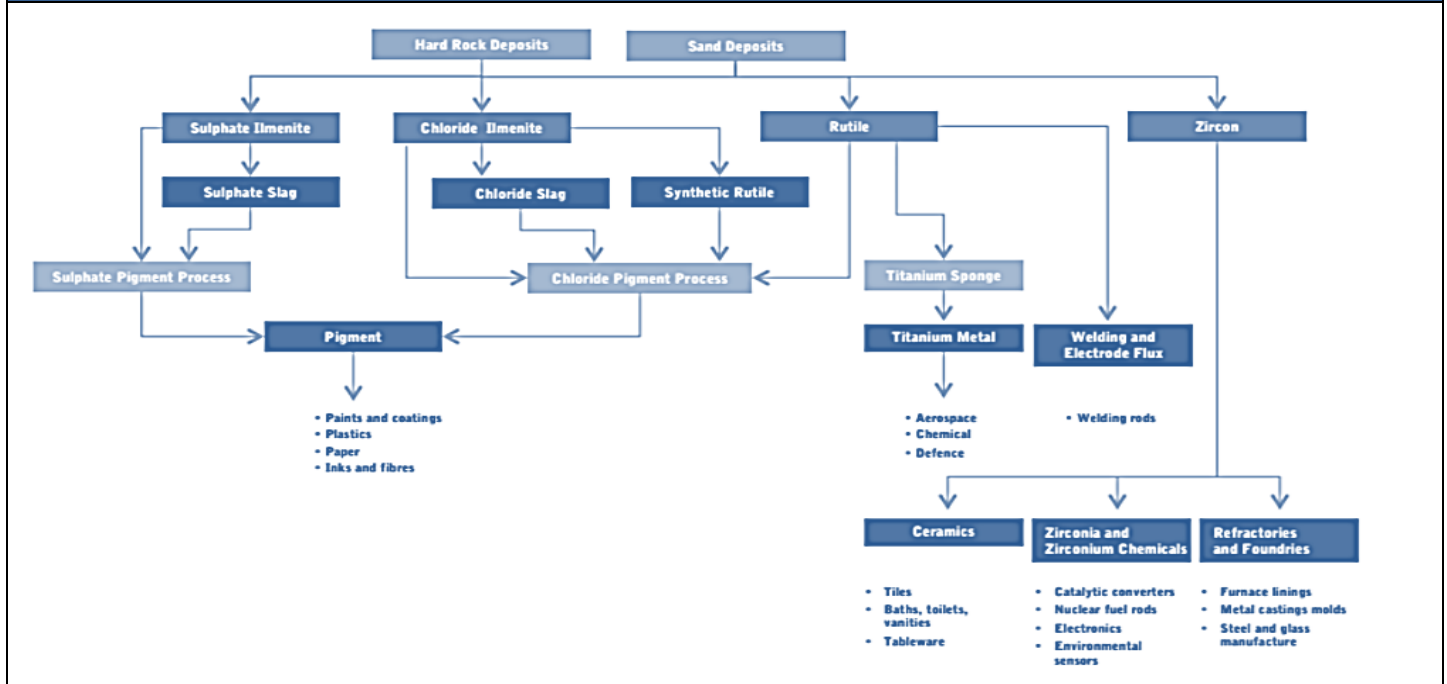 Hard Rock Deposits
Sand Deposits
Sulphate Ilmenite
Chloride Ilmenite
Rutile
Zircon
Sulphate Slag
Chloride Slag
Synthetic Rutile
Sulphate Pigment Process
Chloride Pigment Process
Titanium Sponge
Pigment
Titanium Metal
Welding and
Electrode Flux
• Paints and coatings
• Plastics
• Paper
• Inks and fibres
• Aerospace
• Chemical
• Defence
• Welding rods
Ceramics
Zirconia and
Zirconium Chemicals
Refractories
and Foundries
• Tiles
• Baths, toilets,
vanities
• Tableware
• Catalytic converters
• Nuclear fuel rods
• Electronics
• Environmental
sensors
• Furnace linings
• Metal castings molds
• Steel and glass
manufacture